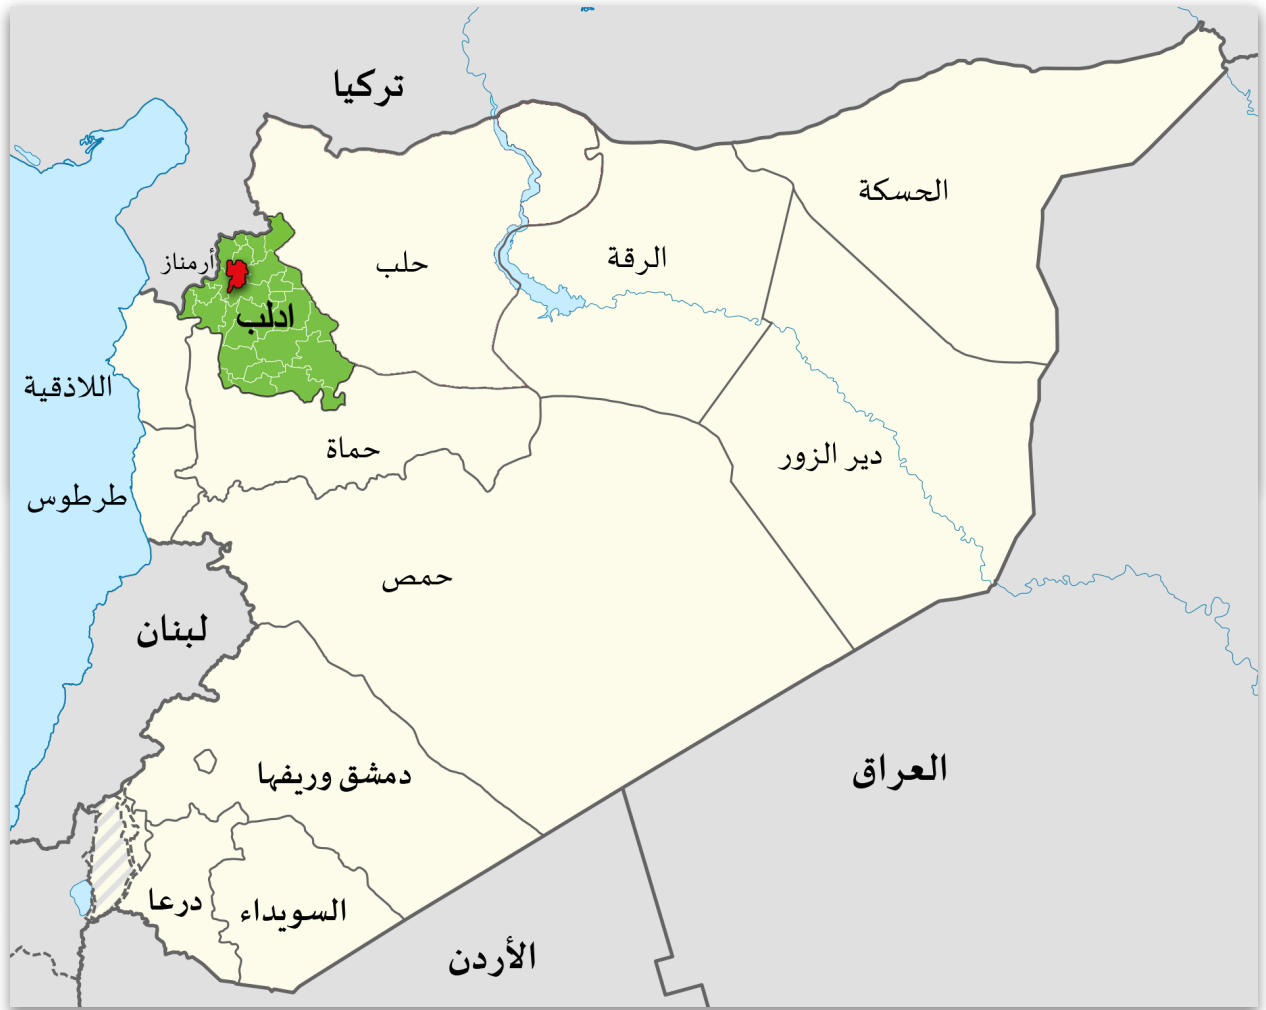 تركيا
الحسكة
الرقة
حلب
أرمناز
ادلب
اللاذقية
حماة
دير الزور
طرطوس
حمص
لبنان
دمشق وريفها
العراق
درعا
السويداء
الأردن